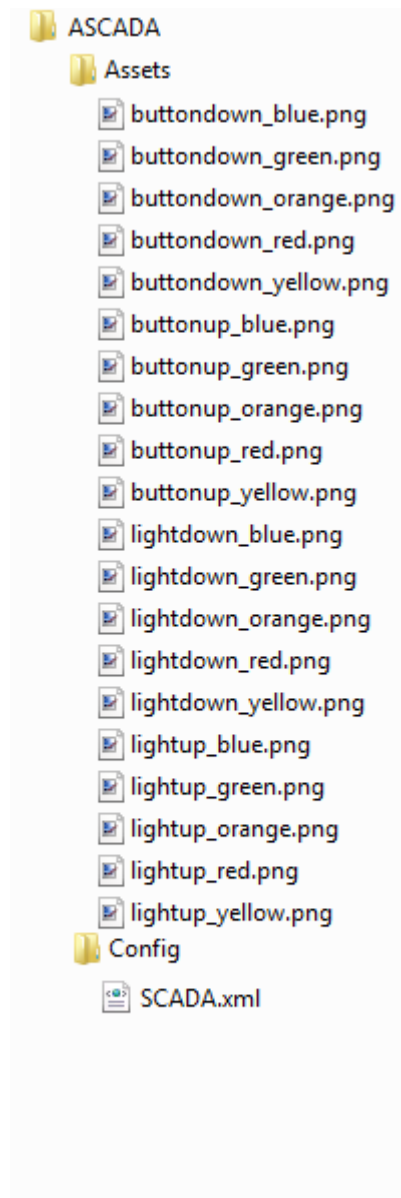 ASCADA
Assets
buttondown_blue.png
buttondown_green.png
buttondown_orange.png
buttondown_red.png
buttondown_yellow.png
buttonup_blue.png
buttonup_green.png
buttonup_orange.png
buttonup_red.png
buttonup_yellow.png
lightdown_blue.png
lightdown_green.png
lightdown_orange.png
lightdown_red.png
lightdown_yellow.png
lightup_blue.png
lightup_green.png
lightup_orange.png
lightup_red.png
lightup_yellow.png
Config
SCADA.xml